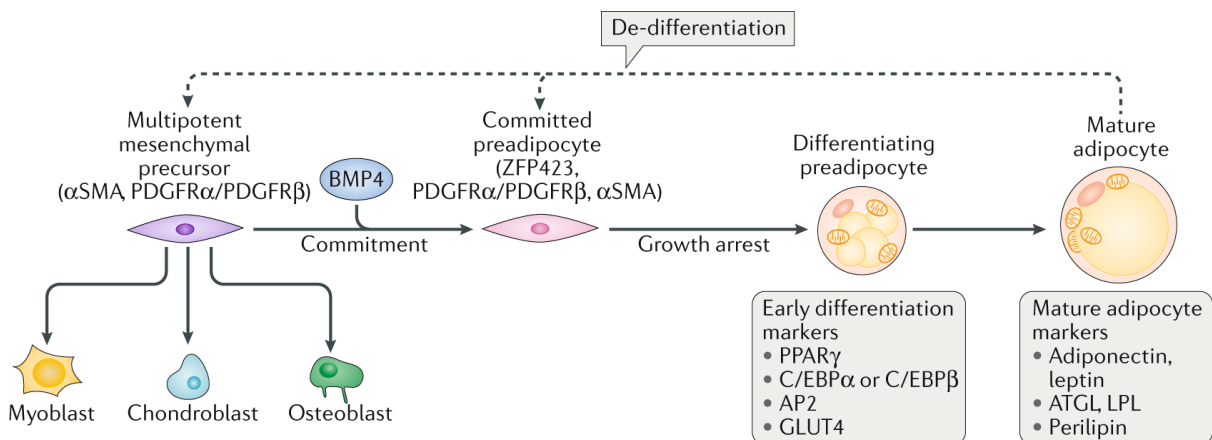 De-differentiation
Multipotent
mesenchymal
precursor
(αSMA, PDGFRα/PDGFRβ)
BMP4
Commitment
Committed
preadipocyte
(ZFP423,
PDGFRα/PDGFRβ, αSMA)
Growth arrest
Differentiating
preadipocyte
Mature
adipocyte
Myoblast
Chondroblast
Osteoblast
Early differentiation
markers
• PPARγ
• C/EBPα or C/EBPβ
• AP2
• GLUT4
Mature adipocyte
markers
• Adiponectin,
leptin
• ATGL, LPL
• Perilipin